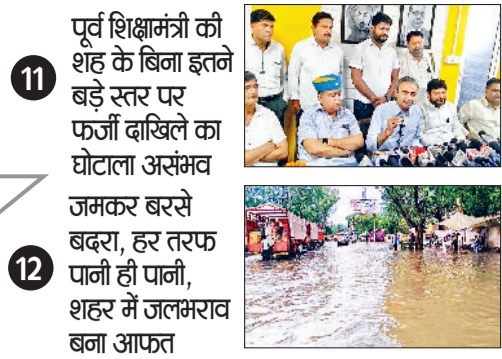 11
पूर्व शिक्षामंत्री की
शह के बिना इतने
बड़े स्तर पर
फर्जी दाखिले का
घोटाला असंभव
12
जमकर बरसे
बदरा, हर तरफ
पानी ही पानी,
शहर में जलभराव
बना आफत